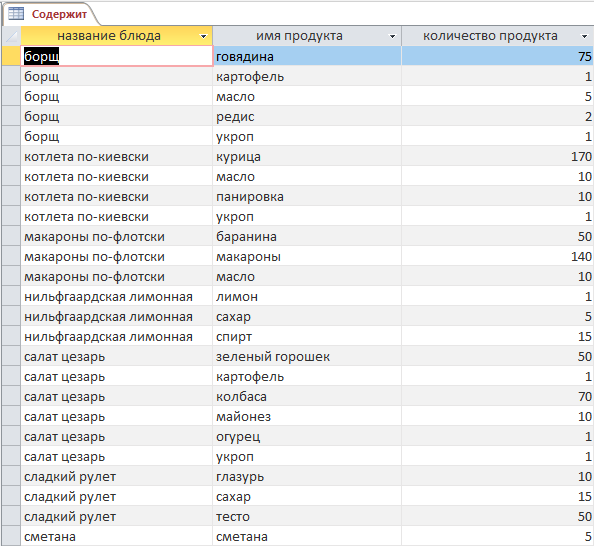 Содержит
название блюда имя продукта количество продукта
борщ говядина 75
борщ картофель 1
борщ масло 5
борщ редис 2
борщ укроп 1
котлета по-киевски курица 170
котлета по-киевски масло 10
котлета по-киевски панировка 10
котлета по-киевски укроп 1
макароны по-флотски баранина 50
макароны по-флотски макароны 140
макароны по-флотски масло 10
нильфгаардская лимонная лимон 1
нильфгаардская лимонная сахар 5
нильфгаардская лимонная спирт 15
салат цезарь зеленый горошек 50
салат цезарь картофель 1
салат цезарь колбаса 70
салат цезарь майонез 10
салат цезарь огурец 1
салат цезарь укроп 1
сладкий рулет глазурь 10
сладкий рулет сахар 15
сладкий рулет тесто 50
сметана сметана 5